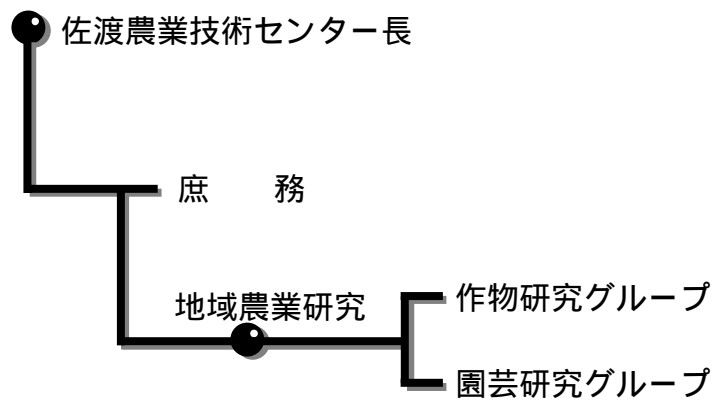 佐渡農業技術センター長
庶　　務
地域農業研究
作物研究グループ
園芸研究グループ